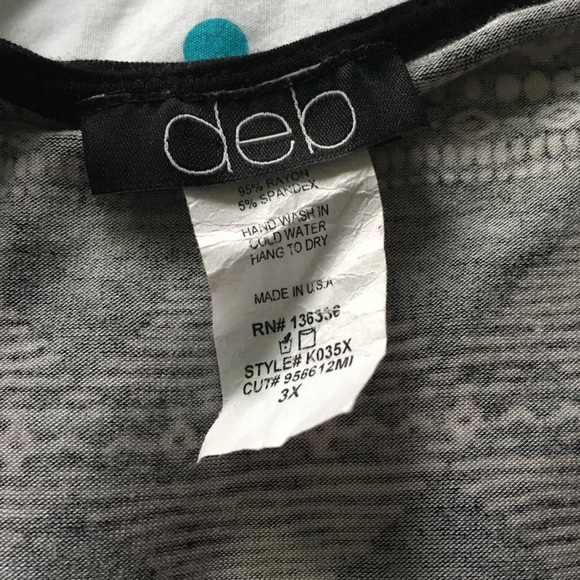 deb
95% RAYON
5% SPANDEX
HAND WASH IN
COLD WATER
HANG TO DRY
MADE IN U.S.A
RN# 136336
STYLE# K035X
CUT# 956612MI
3X